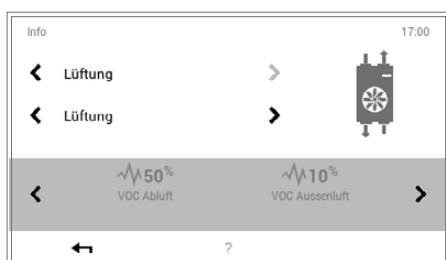 Info 17:00
Lüftung
Lüftung
50% 10%
VOC Abluft VOC Aussenluft
?